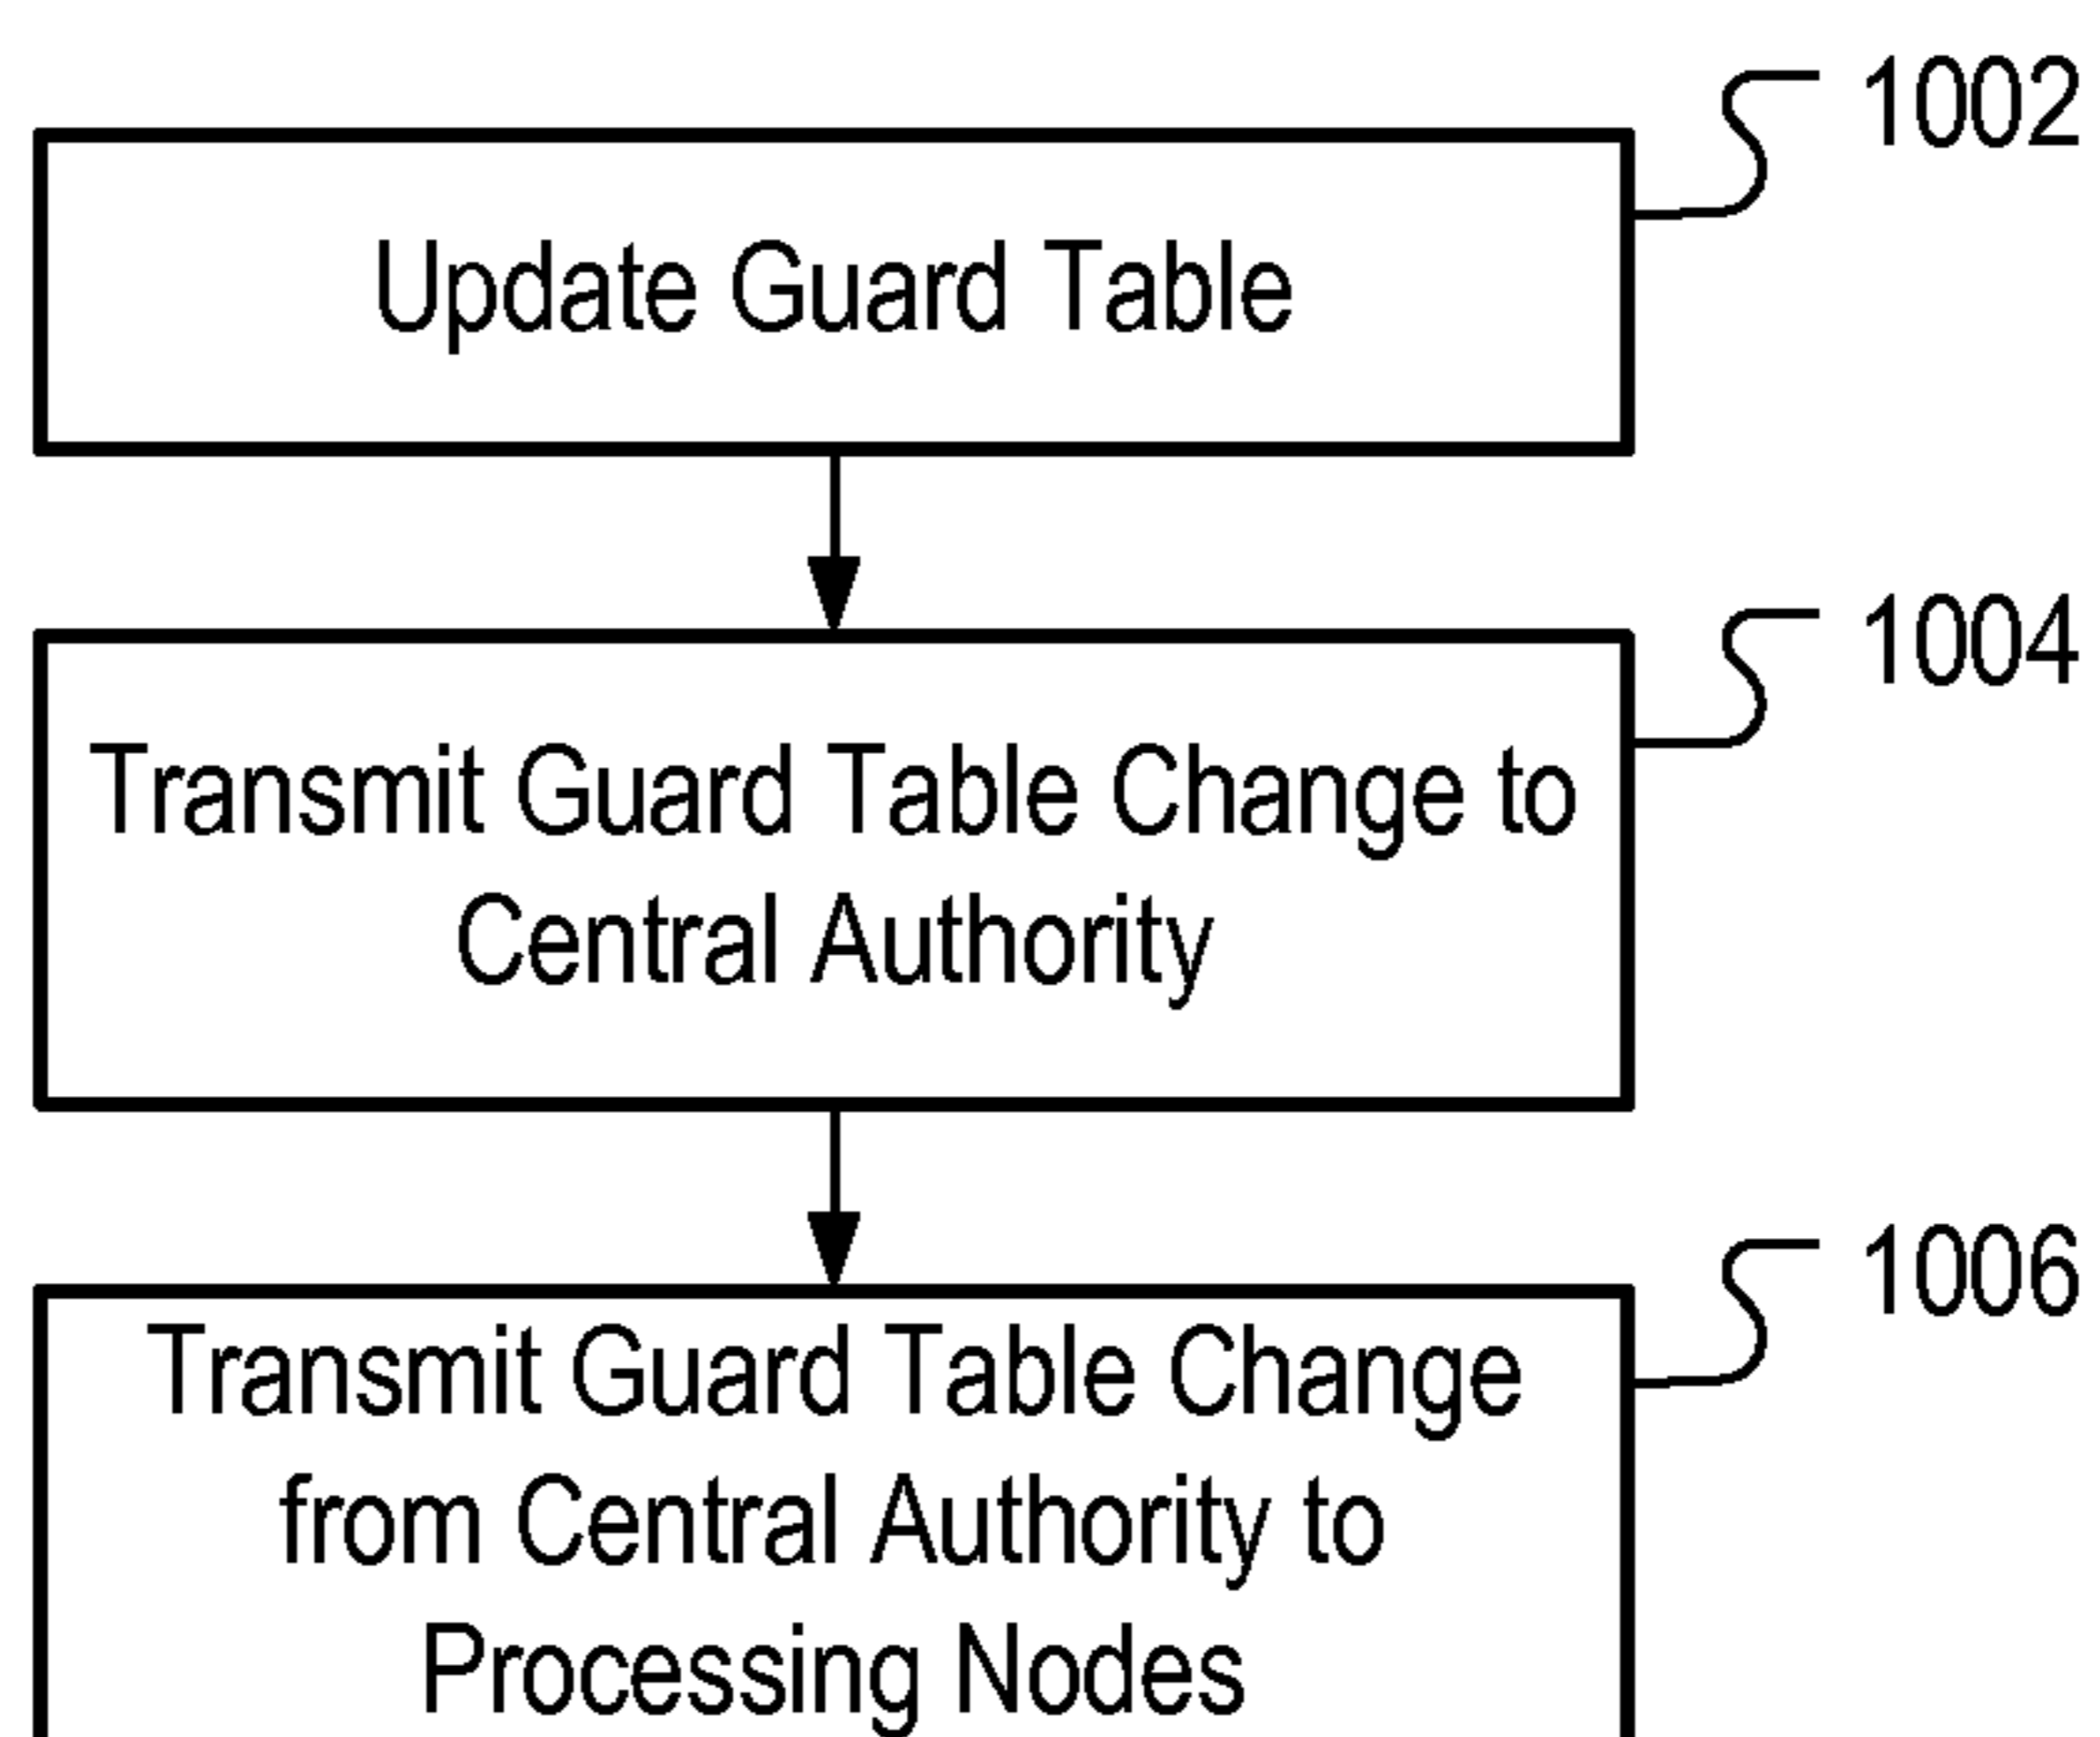 1002
Update Guard Table
1004
Transmit Guard Table Change to
Central Authority
1006
Transmit Guard Table Change
from Central Authority to
Processing Nodes